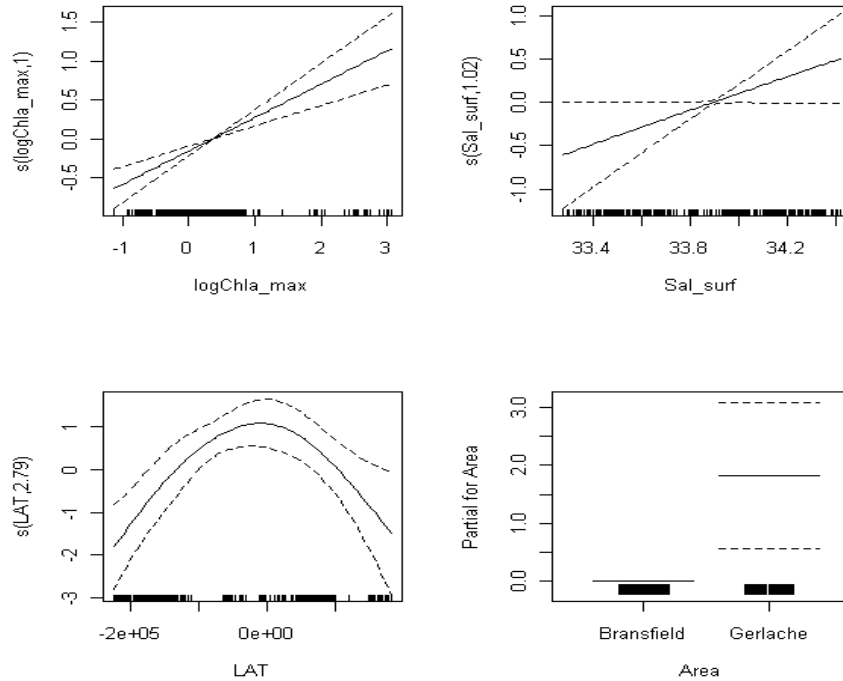 s(logChla_max,1)
1.5
1.0
0.5
0.0
-0.5
-1
0
1
2
3
logChla_max
s(Sal_surf,1.02)
1.0
0.5
0.0
-1.0
33.4
33.8
34.2
Sal_surf
s(LAT,2.79)
1
0
-1
-2
-3
-2e+05
0e+00
LAT
Partial for Area
3.0
2.0
1.0
0.0
Bransfield
Gerlache
Area